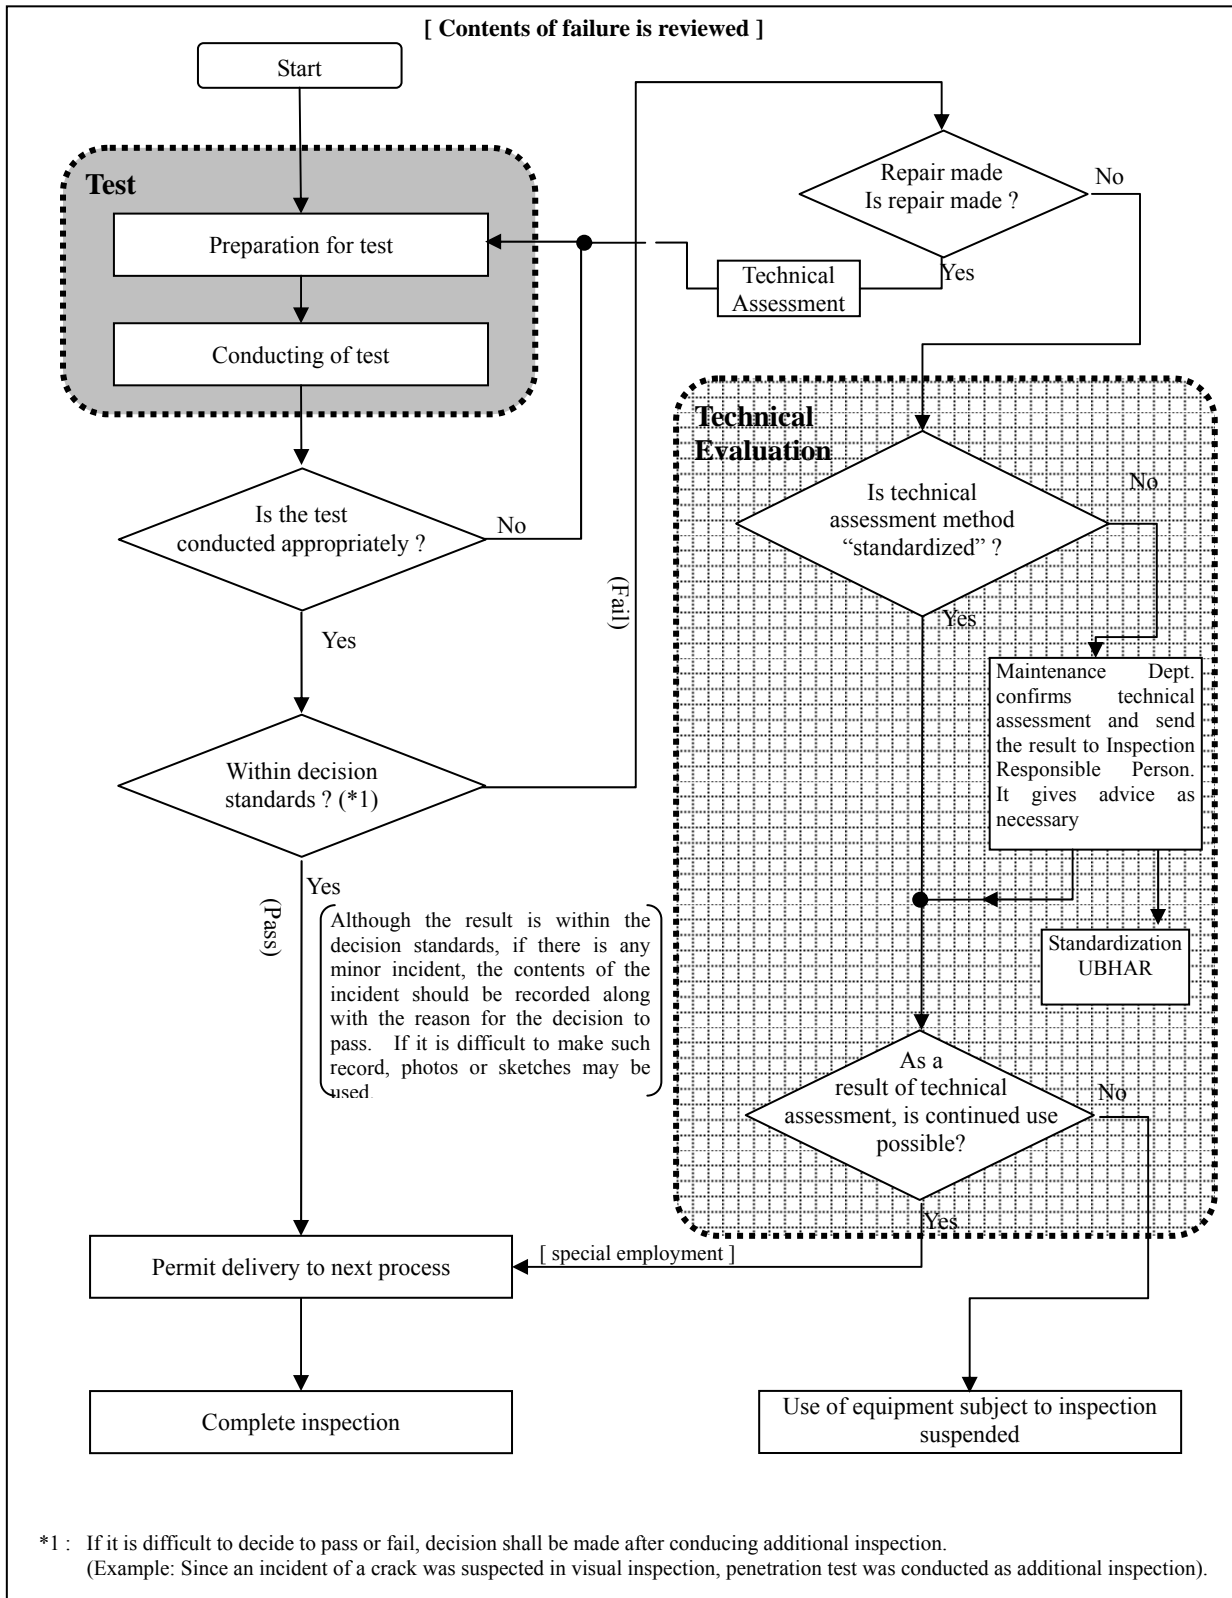 [ Contents of failure is reviewed ]
Start
Test
Preparation for test
Conducting of test
Is the test
conducted appropriately ?
No
Yes
Within decision
standards ? (*1)
(Fail)
Yes
(Pass)
Although the result is within the
decision standards, if there is any
minor incident, the contents of the
incident should be recorded along
with the reason for the decision to
pass. If it is difficult to make such
record, photos or sketches may be
used.
Repair made
Is repair made ?
No
Yes
Technical
Assessment
Technical
Evaluation
Is technical
assessment method
“standardized” ?
No
Yes
Maintenance Dept.
confirms technical
assessment and send
the result to Inspection
Responsible Person.
It gives advice as
necessary
Standardization
UBHAR
As a
result of technical
assessment, is continued use
possible?
No
Yes
[ special employment ]
Permit delivery to next process
Complete inspection
Use of equipment subject to inspection
suspended
*1 : If it is difficult to decide to pass or fail, decision shall be made after conducing additional inspection.
(Example: Since an incident of a crack was suspected in visual inspection, penetration test was conducted as additional inspection).